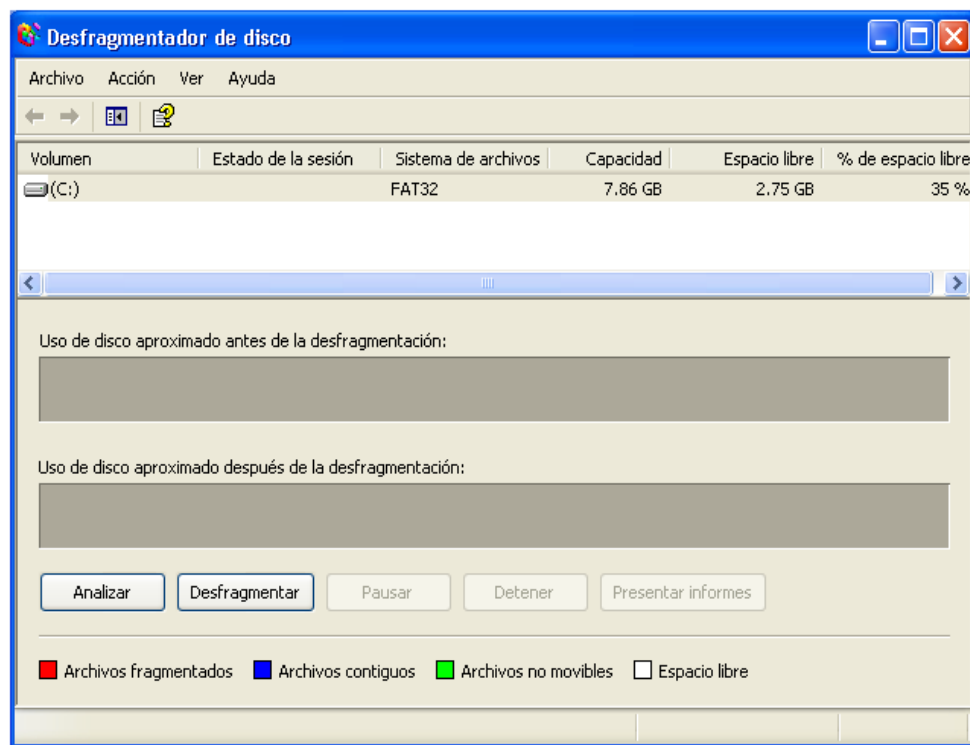 Desfragmentador de disco
Archivo Acción Ver Ayuda
Volumen Estado de la sesión Sistema de archivos Capacidad Espacio libre % de espacio libre
(C:) FAT32 7.86 GB 2.75 GB 35 %
Uso de disco aproximado antes de la desfragmentación:
Uso de disco aproximado después de la desfragmentación:
Analizar Desfragmentar Pausar Detener Presentar informes
Archivos fragmentados Archivos contiguos Archivos no movibles Espacio libre